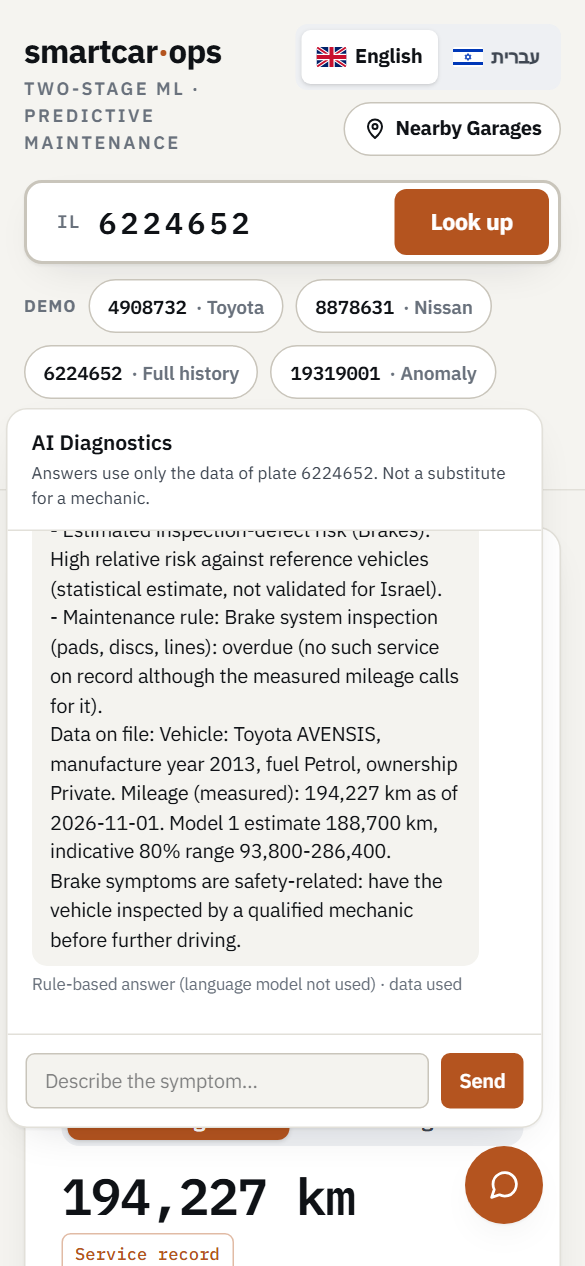 smartcar·ops
English
עברית
TWO-STAGE ML ·
PREDICTIVE
MAINTENANCE
Nearby Garages
IL 6224652
Look up
DEMO
4908732 · Toyota
8878631 · Nissan
6224652 · Full history
19319001 · Anomaly
AI Diagnostics
Answers use only the data of plate 6224652. Not a substitute
for a mechanic.
- Estimated inspection-defect risk (Brakes):
High relative risk against reference vehicles
(statistical estimate, not validated for Israel).
- Maintenance rule: Brake system inspection
(pads, discs, lines): overdue (no such service
on record although the measured mileage calls
for it).
Data on file: Vehicle: Toyota AVENSIS,
manufacture year 2013, fuel Petrol, ownership
Private. Mileage (measured): 194,227 km as of
2026-11-01. Model 1 estimate 188,700 km,
indicative 80% range 93,800-286,400.
Brake symptoms are safety-related: have the
vehicle inspected by a qualified mechanic
before further driving.
Rule-based answer (language model not used) · data used
Describe the symptom...
Send
194,227 km
Service record